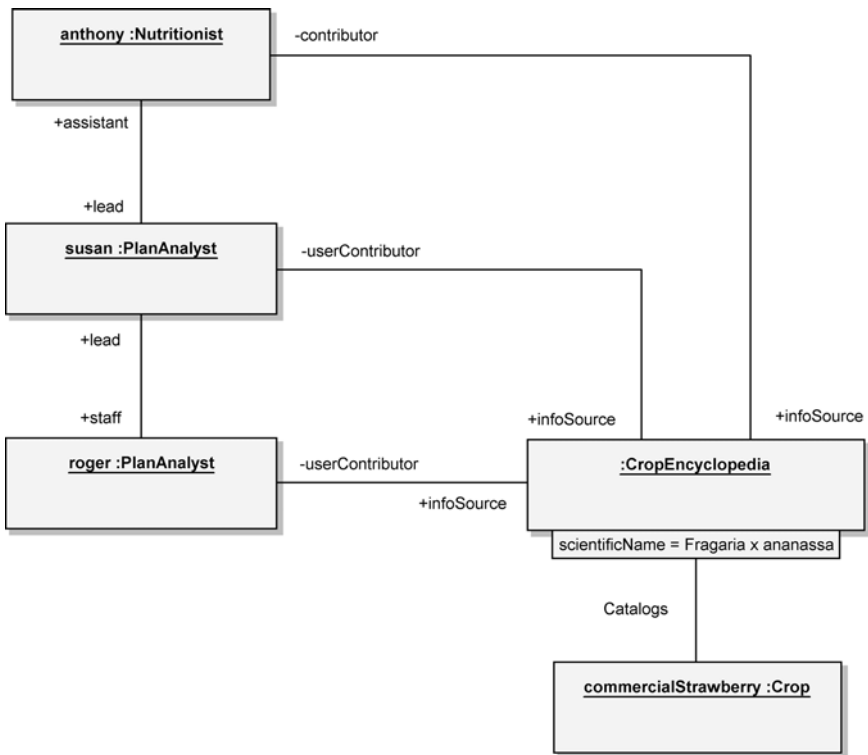 anthony :Nutritionist
-contributor
+assistant
+lead
susan :PlanAnalyst
-userContributor
+lead
+staff
+infoSource
+infoSource
roger :PlanAnalyst
-userContributor
+infoSource
:CropEncyclopedia
scientificName = Fragaria x ananassa
Catalogs
commercialStrawberry :Crop